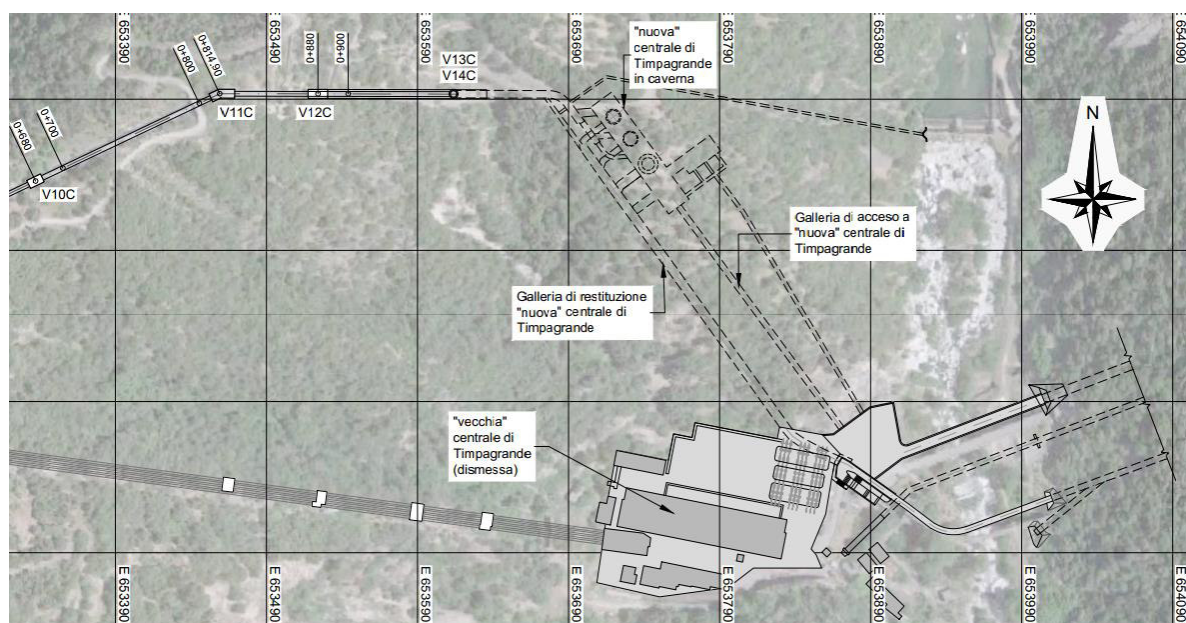 E 653390
E 653490
E 653590
E 653690
E 653790
E 653890
E 653990
E 654090
0+680
0+700
0+800
0+814.90
0+880
0+900
V10C
V11C
V12C
V13C
V14C
"nuova"
centrale di
Timpagrande
in caverna
N
Galleria di accesso a
"nuova" centrale di
Timpagrande
Galleria di restituzione
"nuova" centrale di
Timpagrande
"vecchia"
centrale di
Timpagrande
(dismessa)
E 653390
E 653490
E 653590
E 653690
E 653790
E 653890
E 653990
E 654090